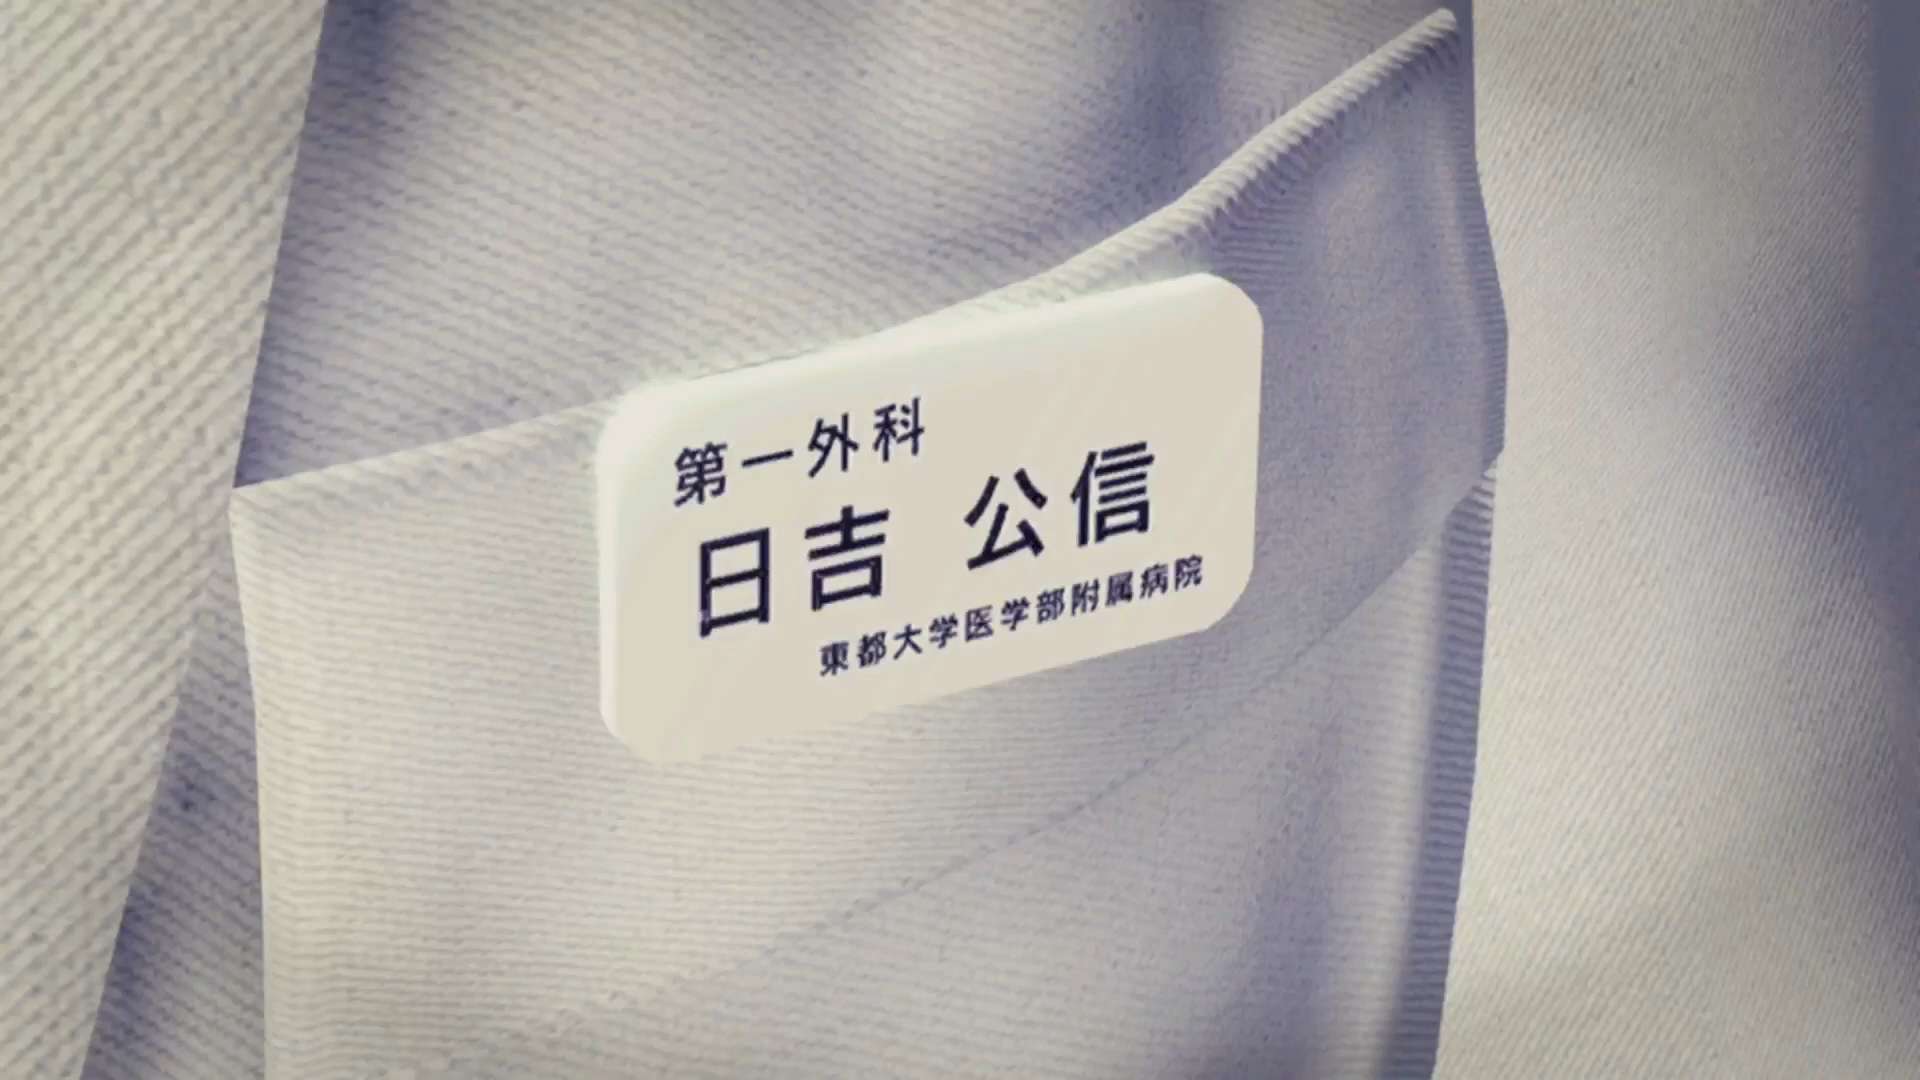 第一外科
日吉 公信
東都大学医学部附属病院